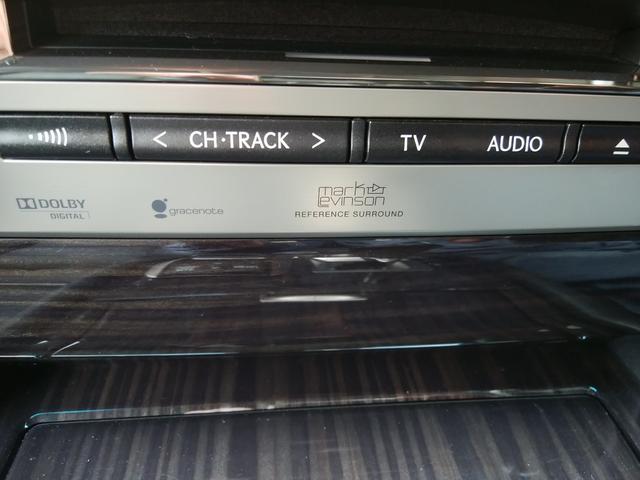 < CH·TRACK > TV AUDIO
DOLBY
DIGITAL
gracenote
mark
levinson
REFERENCE SURROUND